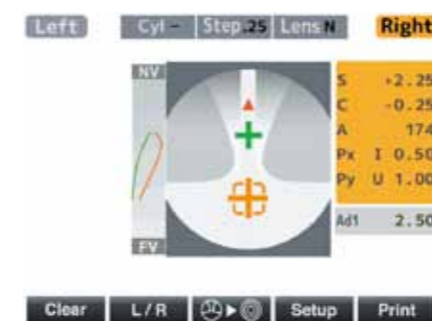 Left Cyl - Step .25 Lens N Right
NV
S +2.25
C -0.25
A 174
Px I 0.50
Py U 1.00
Ad1 2.50
FV
Clear L/R Setup Print